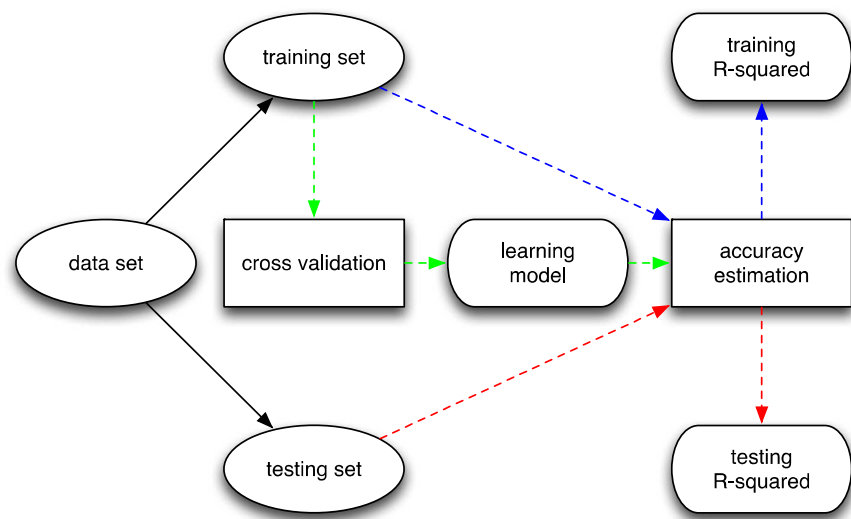 training set
training
R-squared
data set
cross validation
learning
model
accuracy
estimation
testing set
testing
R-squared